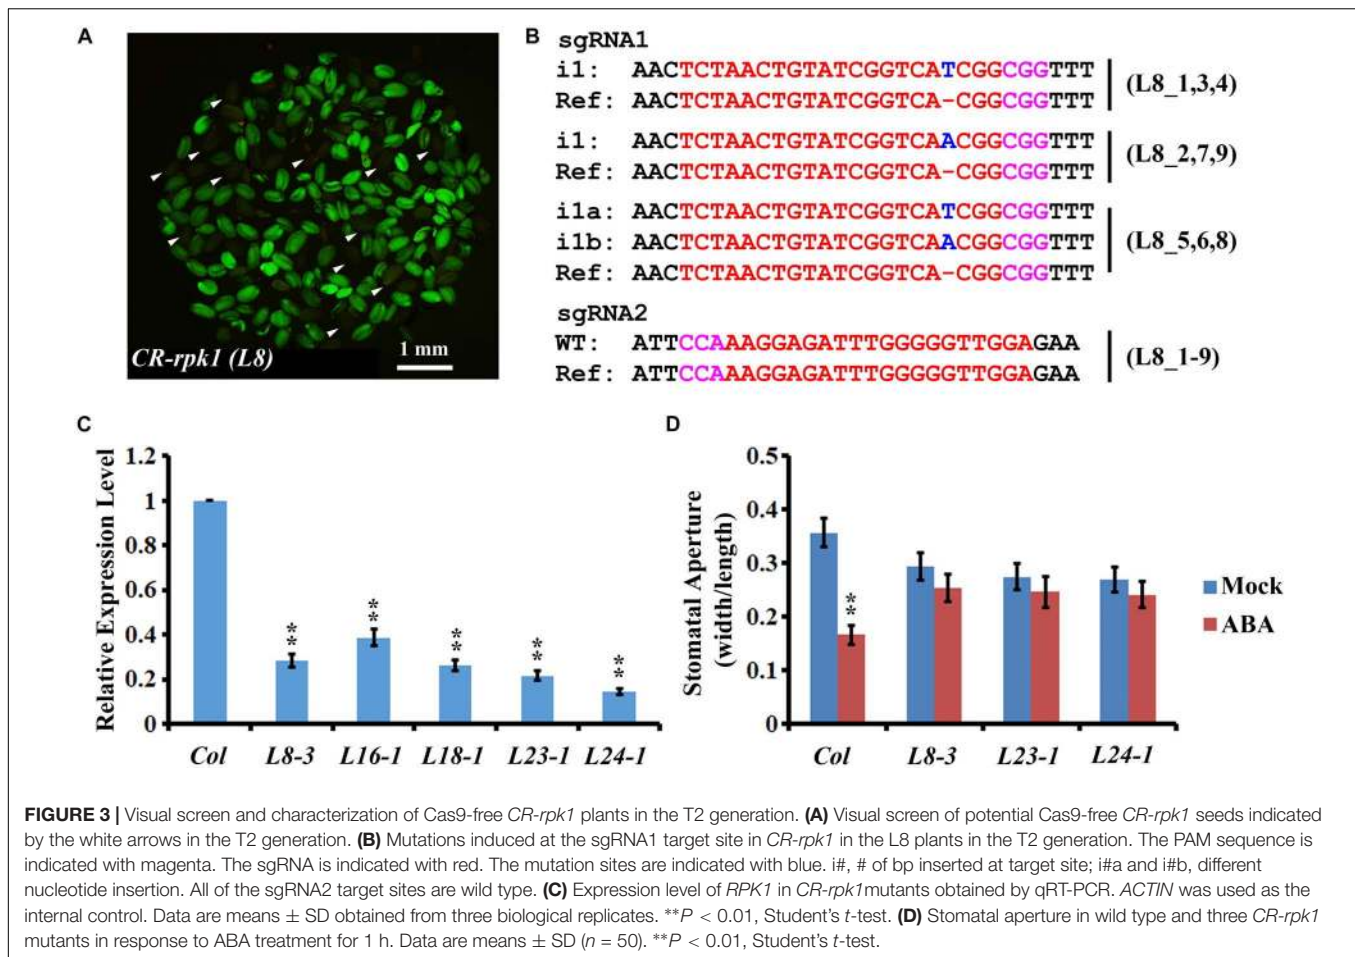 A
CR-rpk1 (L8)
1 mm
B
sgRNA1
i1: AACTCTAACTGTATCGGTCATCGGCGGTTT
Ref: AACTCTAACTGTATCGGTCA-CGGCGGTTT
(L8_1,3,4)
i1: AACTCTAACTGTATCGGTCAACGGCGGTTT
Ref: AACTCTAACTGTATCGGTCA-CGGCGGTTT
(L8_2,7,9)
i1a: AACTCTAACTGTATCGGTCATCGGCGGTTT
i1b: AACTCTAACTGTATCGGTCAACGGCGGTTT
Ref: AACTCTAACTGTATCGGTCA-CGGCGGTTT
(L8_5,6,8)
sgRNA2
WT: ATTCCAAAGGAGATTTGGGGGTTGGAGAA
Ref: ATTCCAAAGGAGATTTGGGGGTTGGAGAA
(L8_1-9)
C
Relative Expression Level
1.2
1
0.8
0.6
0.4
0.2
0
**
**
**
**
**
Col L8-3 L16-1 L18-1 L23-1 L24-1
D
Stomatal Aperture
(width/length)
0.5
0.4
0.3
0.2
0.1
0
**
Col L8-3 L23-1 L24-1
Mock
ABA
FIGURE 3 | Visual screen and characterization of Cas9-free CR-rpk1 plants in the T2 generation. (A) Visual screen of potential Cas9-free CR-rpk1 seeds indicated
by the white arrows in the T2 generation. (B) Mutations induced at the sgRNA1 target site in CR-rpk1 in the L8 plants in the T2 generation. The PAM sequence is
indicated with magenta. The sgRNA is indicated with red. The mutation sites are indicated with blue. i#, # of bp inserted at target site; i#a and i#b, different
nucleotide insertion. All of the sgRNA2 target sites are wild type. (C) Expression level of RPK1 in CR-rpk1mutants obtained by qRT-PCR. ACTIN was used as the
internal control. Data are means ± SD obtained from three biological replicates. **P < 0.01, Student's t-test. (D) Stomatal aperture in wild type and three CR-rpk1
mutants in response to ABA treatment for 1 h. Data are means ± SD (n = 50). **P < 0.01, Student's t-test.